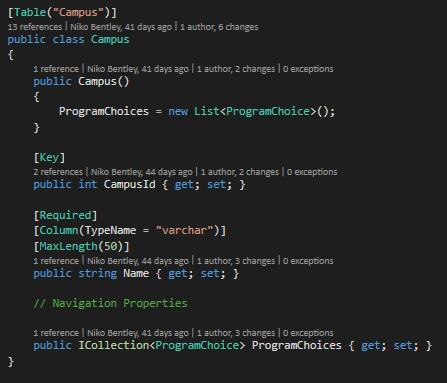 [Table("Campus")]
13 references | Niko Bentley, 41 days ago | 1 author, 6 changes
public class Campus
{
1 reference | Niko Bentley, 41 days ago | 1 author, 2 changes | 0 exceptions
public Campus()
{
ProgramChoices = new List<ProgramChoice>();
}
[Key]
2 references | Niko Bentley, 44 days ago | 1 author, 2 changes | 0 exceptions
public int CampusId { get; set; }
[Required]
[Column(TypeName = "varchar")]
[MaxLength(50)]
1 reference | Niko Bentley, 44 days ago | 1 author, 3 changes | 0 exceptions
public string Name { get; set; }
// Navigation Properties
1 reference | Niko Bentley, 41 days ago | 1 author, 3 changes | 0 exceptions
public ICollection<ProgramChoice> ProgramChoices { get; set; }
}